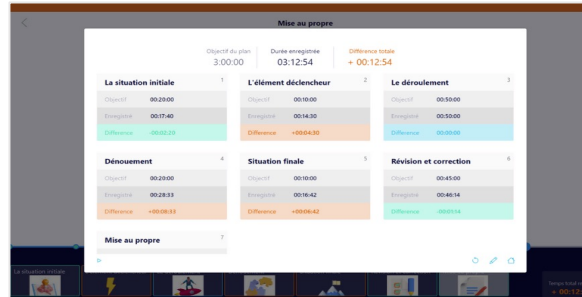 Mise au propre
Objectif du plan
3:00:00
Durée enregistrée
03:12:54
Différence totale
+ 00:12:54
La situation initiale 1
Objectif 00:20:00
Enregistré 00:17:40
Différence -00:02:20
L'élément déclencheur 2
Objectif 00:10:00
Enregistré 00:14:30
Différence +00:04:30
Le déroulement 3
Objectif 00:50:00
Enregistré 00:50:00
Différence 00:00:00
Dénouement 4
Objectif 00:20:00
Enregistré 00:28:33
Différence +00:08:33
Situation finale 5
Objectif 00:10:00
Enregistré 00:16:42
Différence +00:06:42
Révision et correction 6
Objectif 00:45:00
Enregistré 00:46:14
Différence
Mise au propre 7
La situation initiale
Temps total
+ 00:12: